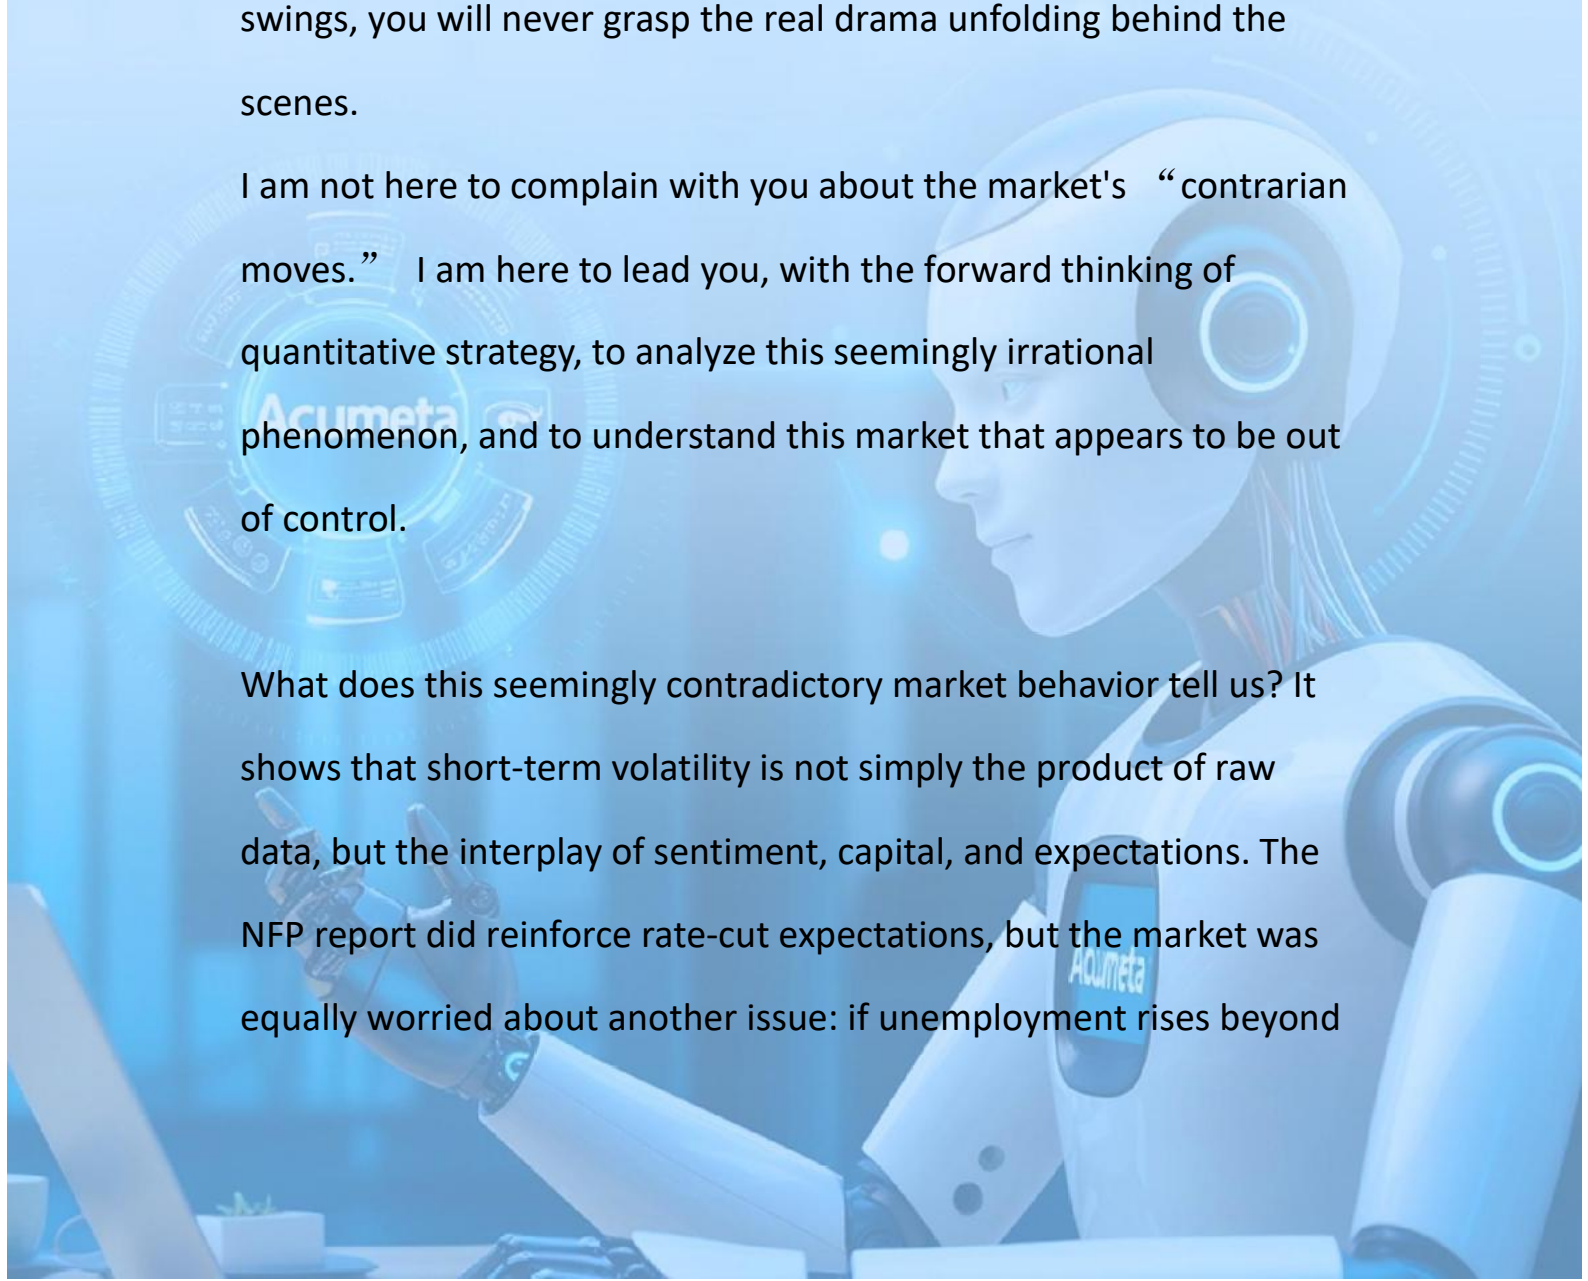 swings, you will never grasp the real drama unfolding behind the
scenes.
I am not here to complain with you about the market's “contrarian
moves.” I am here to lead you, with the forward thinking of
quantitative strategy, to analyze this seemingly irrational
Acumeta
phenomenon, and to understand this market that appears to be out
of control.
What does this seemingly contradictory market behavior tell us? It
shows that short-term volatility is not simply the product of raw
data, but the interplay of sentiment, capital, and expectations. The
NFP report did reinforce rate-cut expectations, but the market was
Acumeta
equally worried about another issue: if unemployment rises beyond